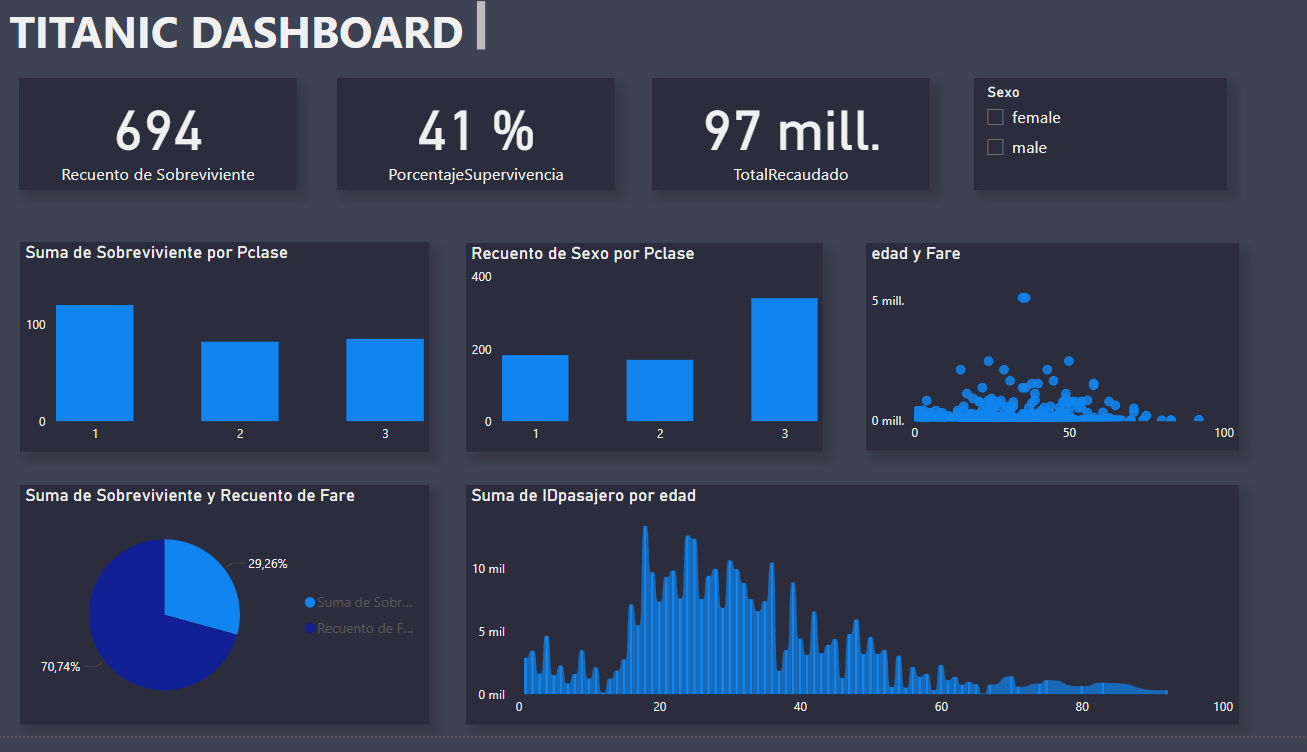 TITANIC DASHBOARD
694
Recuento de Sobreviviente
41 %
PorcentajeSupervivencia
97 mill.
TotalRecaudado
Sexo
female
male
Suma de Sobreviviente por Pclase
100
0
1 2 3
Recuento de Sexo por Pclase
400
200
0
1 2 3
edad y Fare
5 mill.
0 mill.
0 50 100
Suma de Sobreviviente y Recuento de Fare
29,26%
Suma de Sobr...
Recuento de F...
70,74%
Suma de IDpasajero por edad
10 mil
5 mil
0 mil
0 20 40 60 80 100